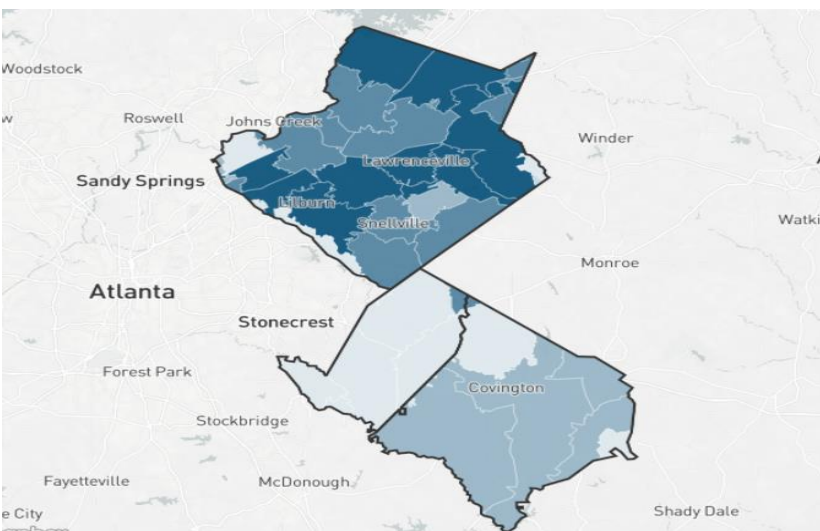 Woodstock
w
Roswell
Johns Creek
Winder
Lawrenceville
Sandy Springs
Lilburn
Snellville
Watki
Monroe
Atlanta
Stonecrest
Forest Park
Covington
Stockbridge
Fayetteville
McDonough
e City
Shady Dale